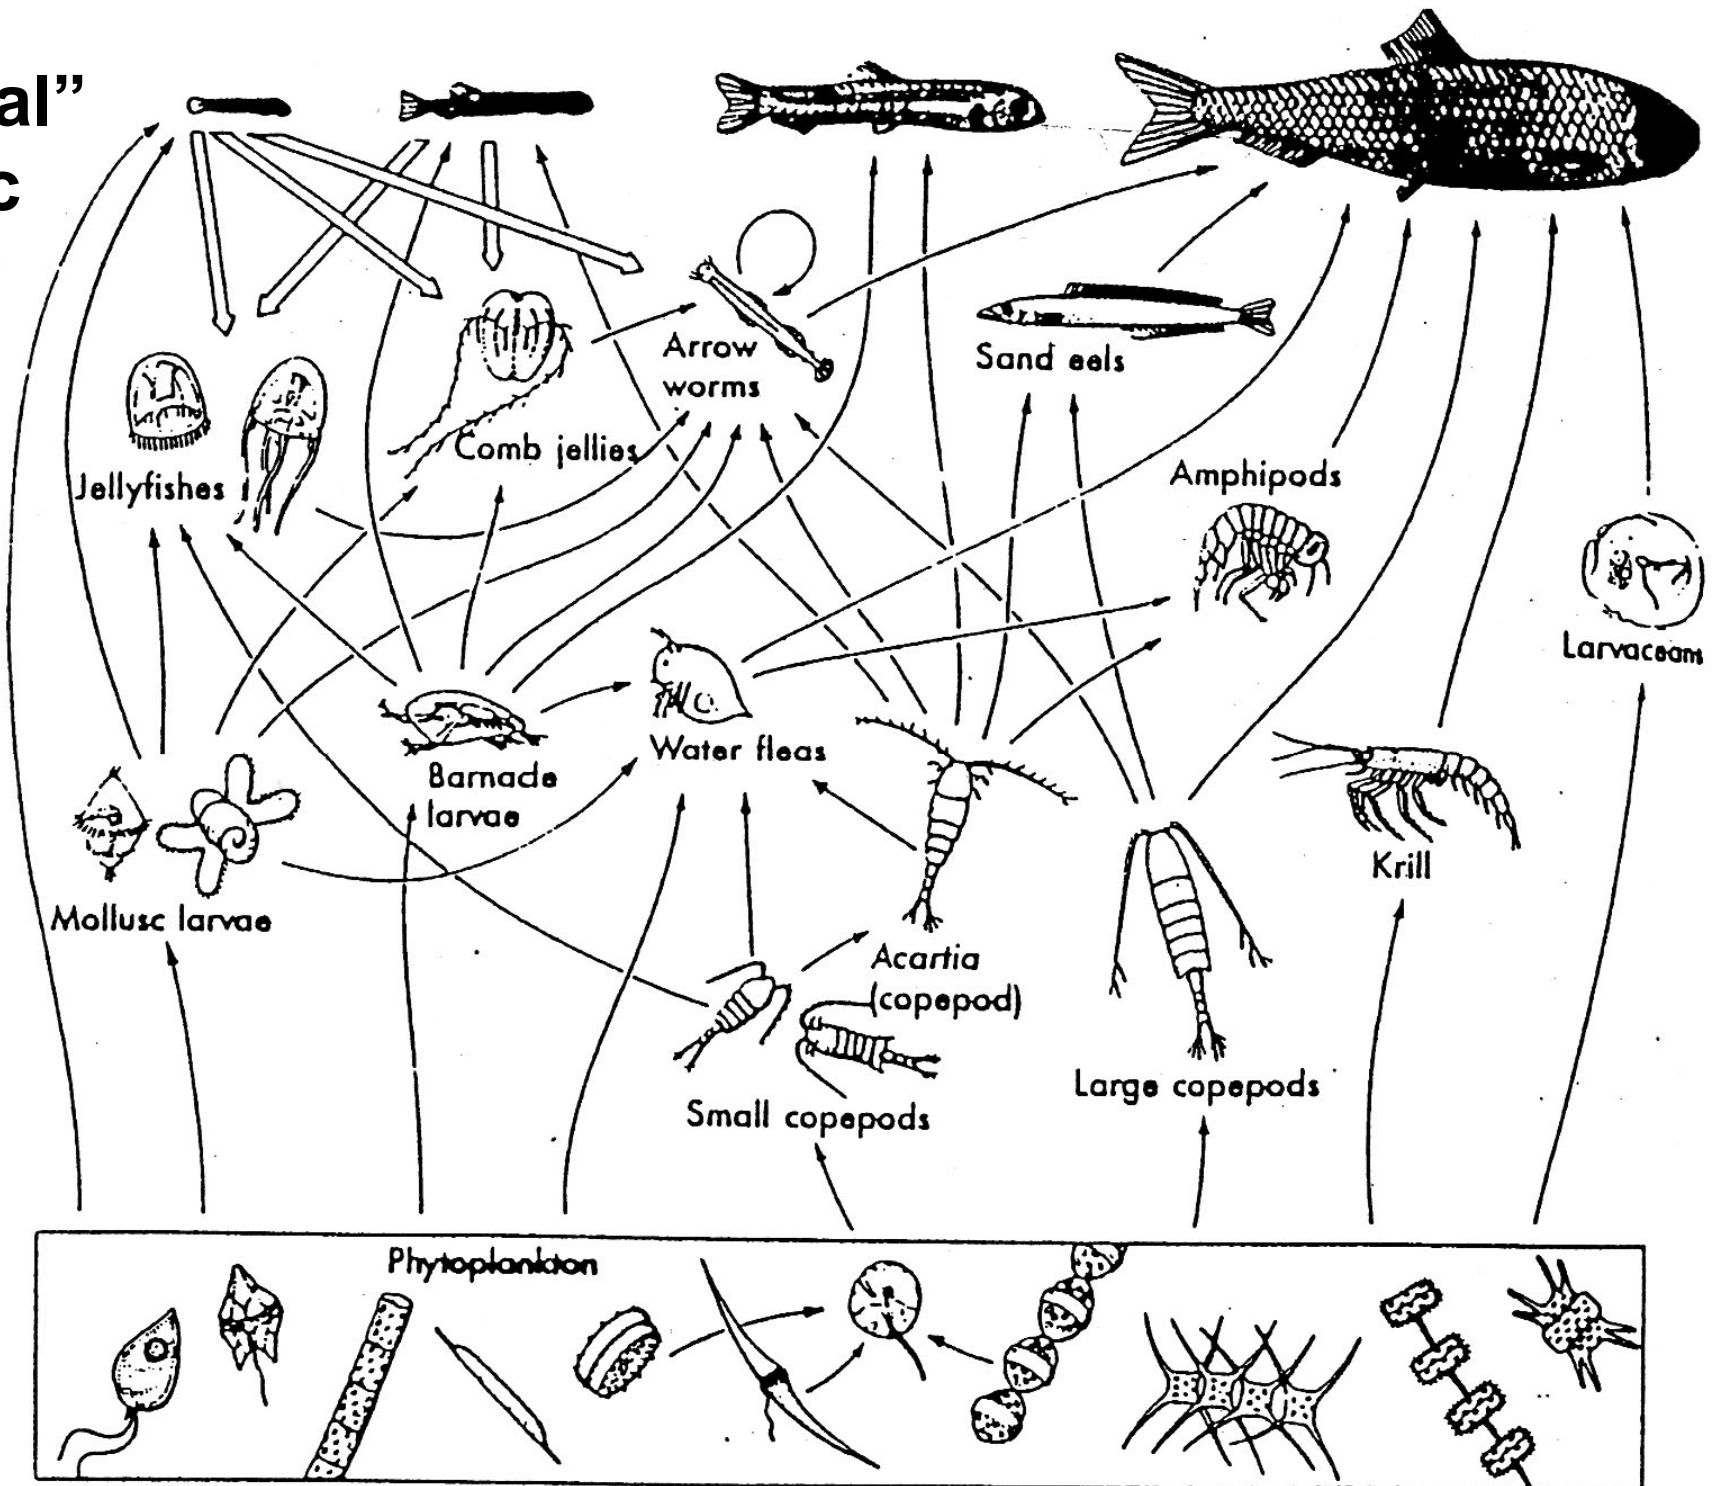 al”
c
Arrow
worms
Sand eels
Comb jellies
Jellyfishes
Amphipods
Larvaceans
Water fleas
Barnacle
larvae
Krill
Mollusc larvae
Acartia
(copepod)
Large copepods
Small copepods
Phytoplankton